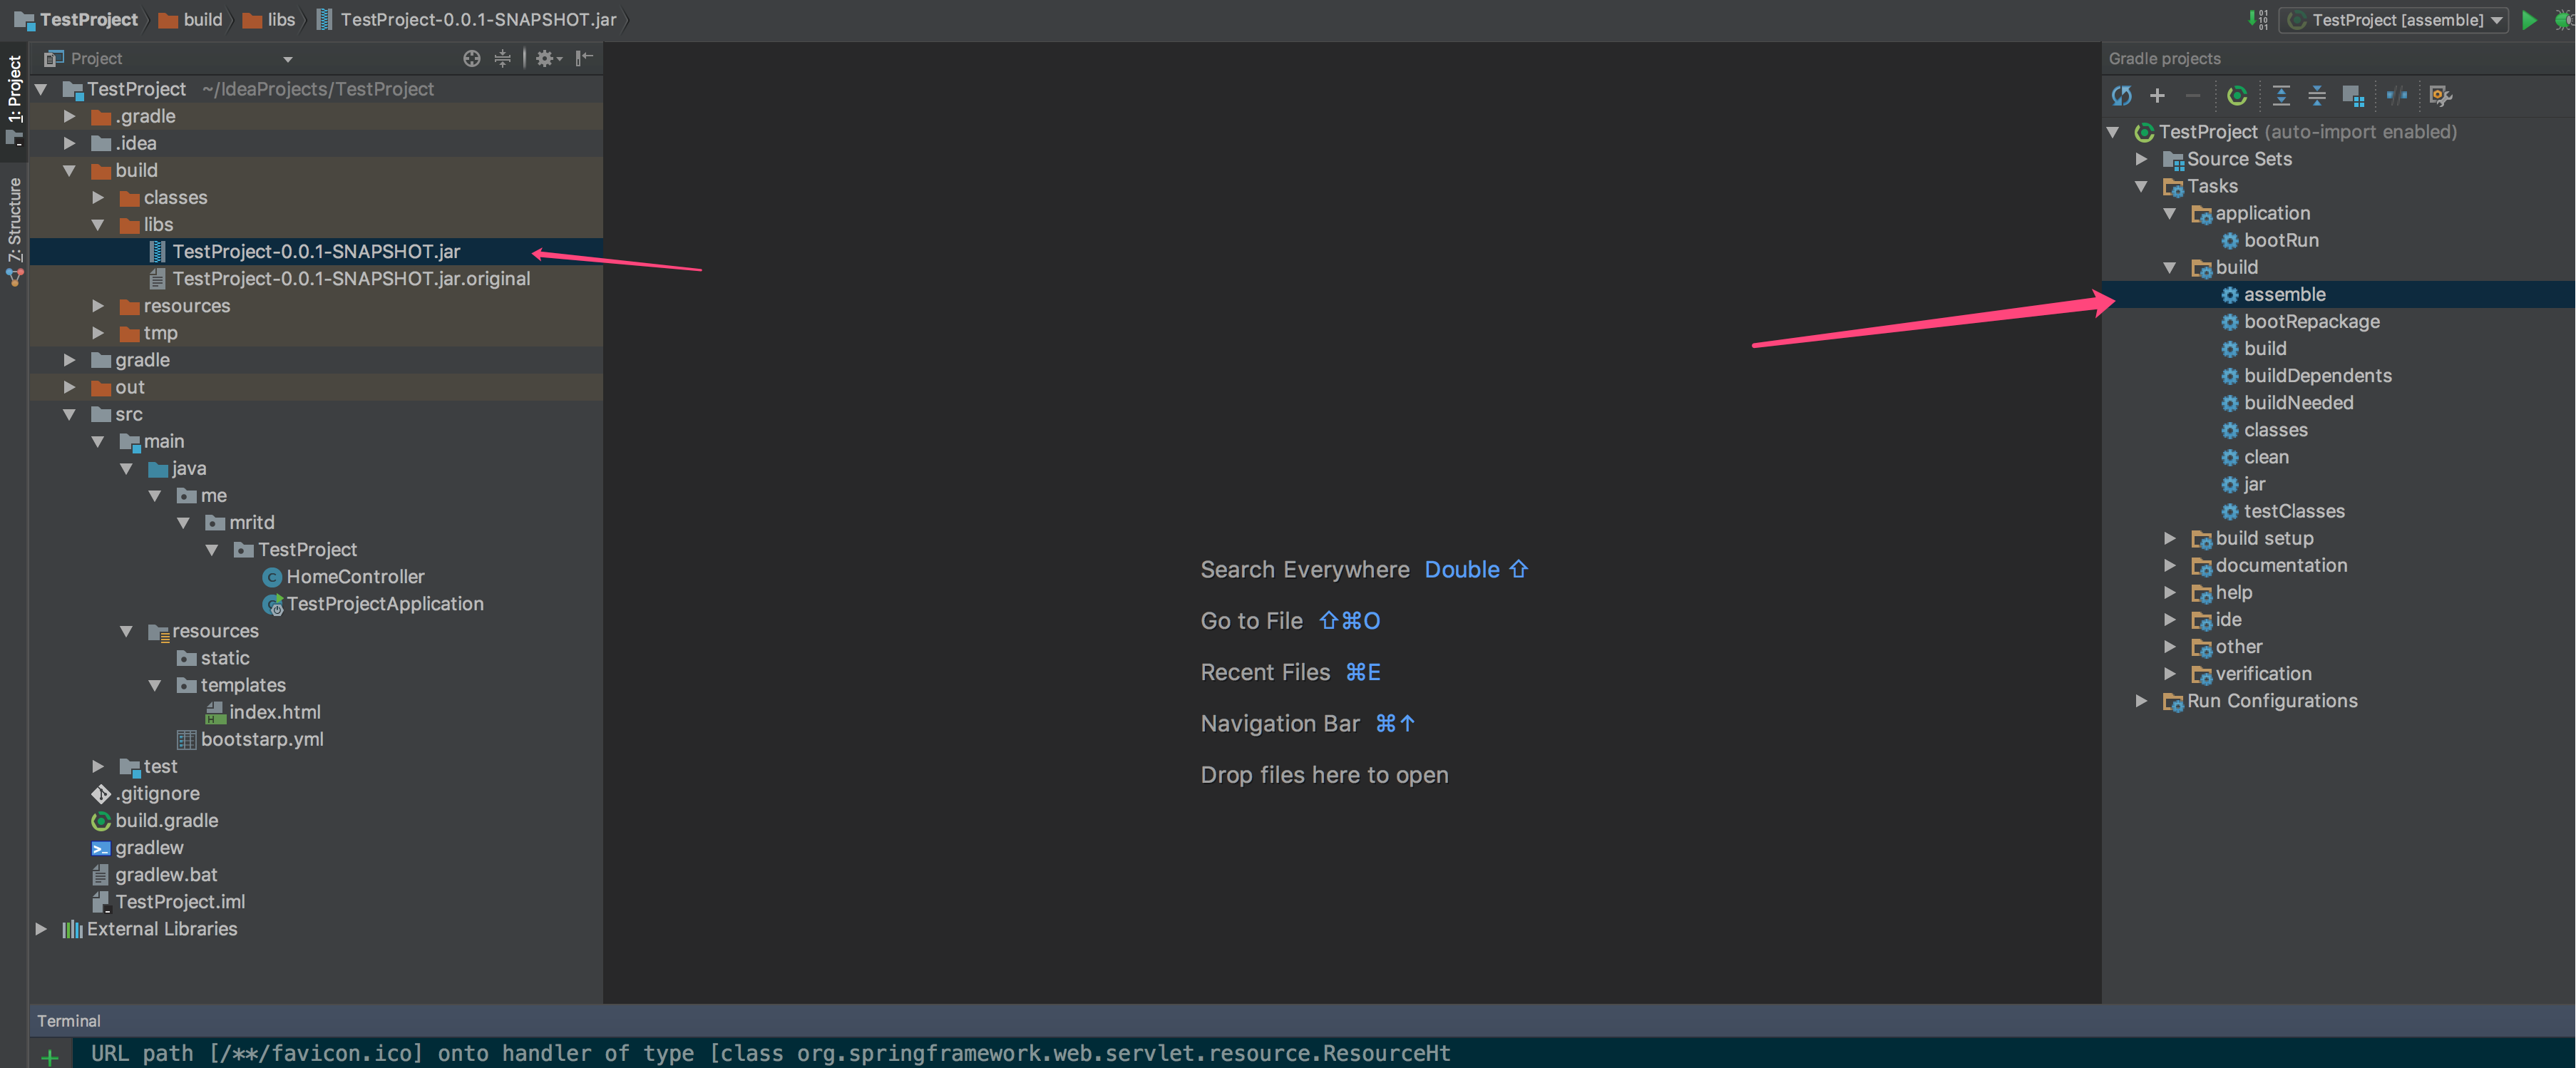 TestProject build libs TestProject-0.0.1-SNAPSHOT.jar
TestProject [assemble]
1: Project
Z: Structure
Project
TestProject ~/IdeaProjects/TestProject
.gradle
.idea
build
classes
libs
TestProject-0.0.1-SNAPSHOT.jar
TestProject-0.0.1-SNAPSHOT.jar.original
resources
tmp
gradle
out
src
main
java
me
mritd
TestProject
HomeController
TestProjectApplication
resources
static
templates
index.html
bootstarp.yml
test
.gitignore
build.gradle
gradlew
gradlew.bat
TestProject.iml
External Libraries
Search Everywhere Double ⇧
Go to File ⇧⌘O
Recent Files ⌘E
Navigation Bar ⌘↑
Drop files here to open
Gradle projects
TestProject (auto-import enabled)
Source Sets
Tasks
application
bootRun
build
assemble
bootRepackage
build
buildDependents
buildNeeded
classes
clean
jar
testClasses
build setup
documentation
help
ide
other
verification
Run Configurations
Terminal
URL path [/**/favicon.ico] onto handler of type [class org.springframework.web.servlet.resource.ResourceHt